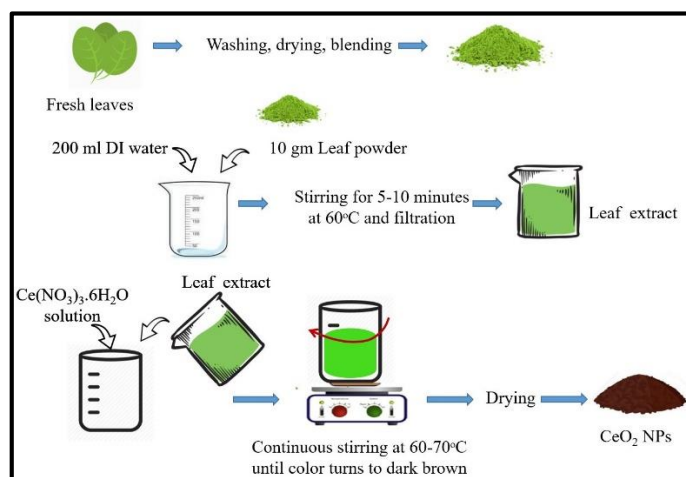 Washing, drying, blending
Fresh leaves
200 ml DI water
10 gm Leaf powder
Stirring for 5-10 minutes
at 60°C and filtration
Leaf extract
Ce(NO₃)₃.6H₂O
solution
Leaf extract
Drying
Continuous stirring at 60-70°C
until color turns to dark brown
CeO₂ NPs